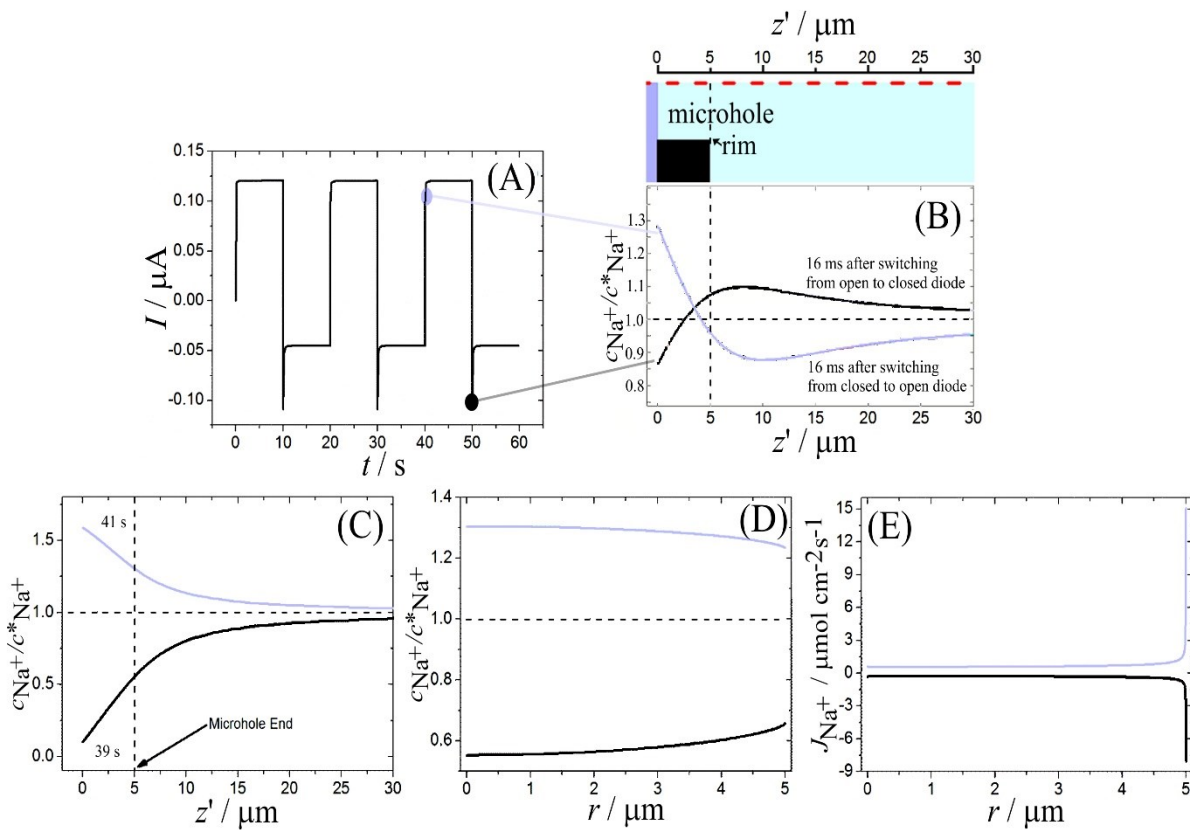 z' / μm
0 5 10 15 20 25 30
microhole
rim
(A)
I / μA
0.15
0.10
0.05
0.00
-0.05
-0.10
0 10 20 30 40 50 60
t / s
(B)
cNa+/c*Na+
1.3
1.2
1.1
1.0
0.9
0.8
16 ms after switching
from open to closed diode
16 ms after switching
from closed to open diode
0 5 10 15 20 25 30
z' / μm
(C)
cNa+/c*Na+
1.5
1.0
0.5
0.0
41 s
39 s
Microhole End
0 5 10 15 20 25 30
z' / μm
(D)
cNa+/c*Na+
1.4
1.2
1.0
0.8
0.6
0 1 2 3 4 5
r / μm
(E)
JNa+ / μmol cm-2s-1
15
12
9
6
3
0
-3
-6
-9
0 1 2 3 4 5
r / μm